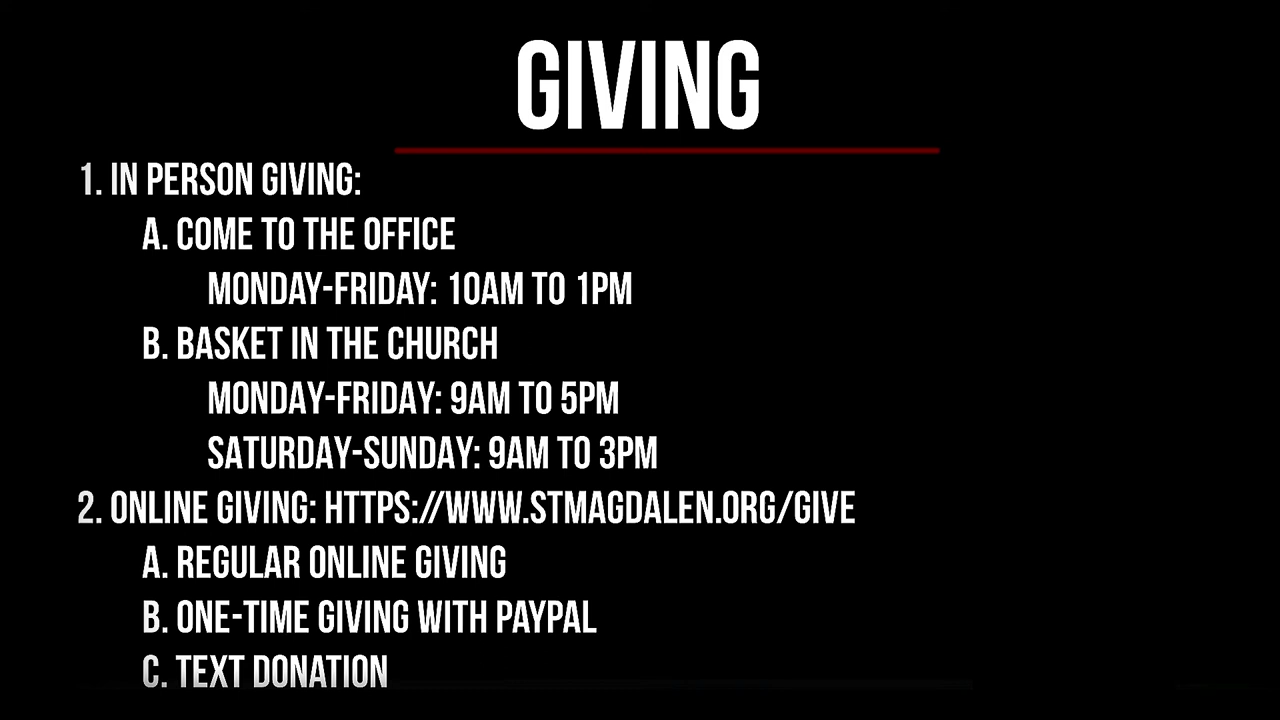 GIVING
1. IN PERSON GIVING:
A. COME TO THE OFFICE
MONDAY-FRIDAY: 10AM TO 1PM
B. BASKET IN THE CHURCH
MONDAY-FRIDAY: 9AM TO 5PM
SATURDAY-SUNDAY: 9AM TO 3PM
2. ONLINE GIVING: HTTPS://WWW.STMAGDALEN.ORG/GIVE
A. REGULAR ONLINE GIVING
B. ONE-TIME GIVING WITH PAYPAL
C. TEXT DONATION